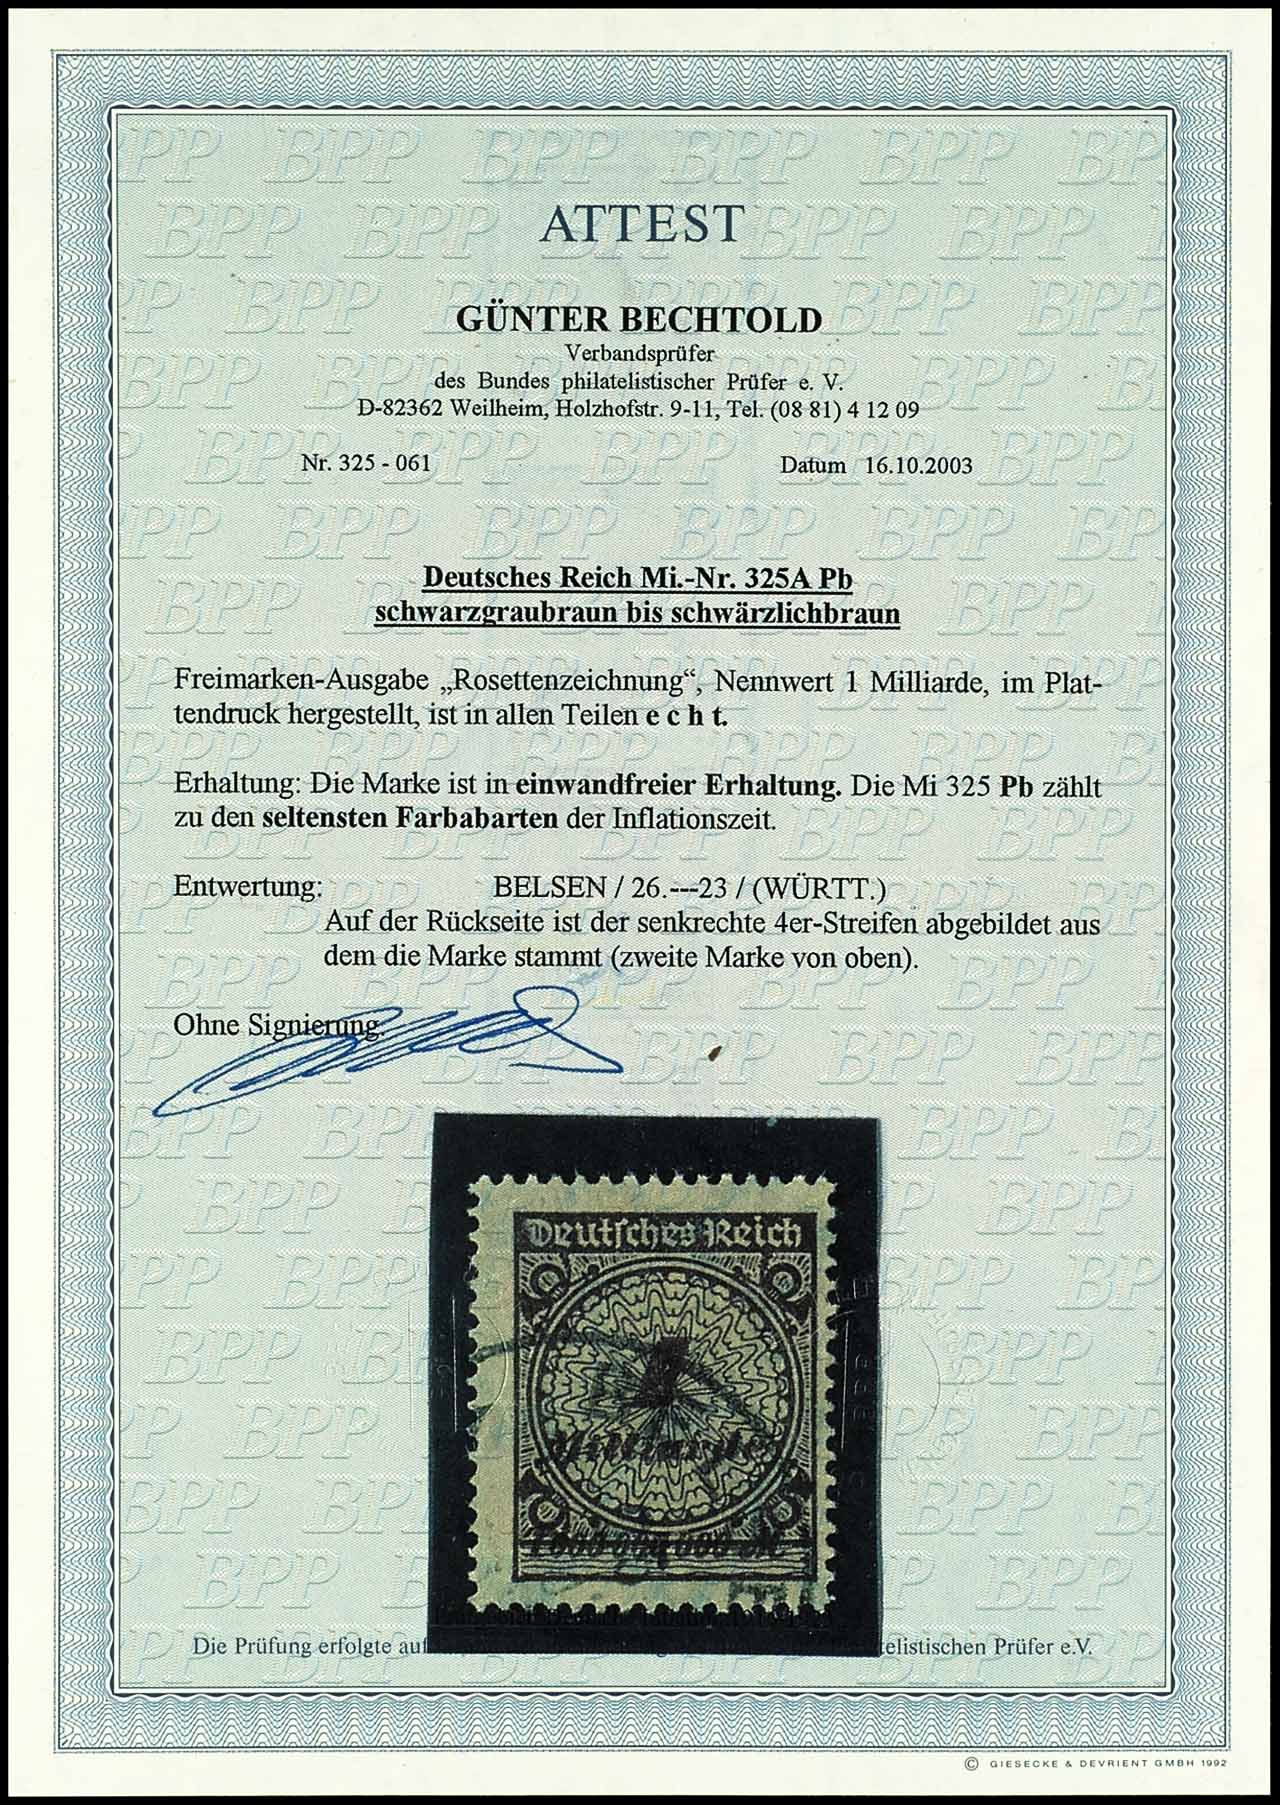 ATTEST
GÜNTER BECHTOLD
Verbandsprüfer
des Bundes philatelistischer Prüfer e. V.
D-82362 Weilheim, Holzhofstr. 9-11, Tel. (08 81) 4 12 09
Nr. 325 - 061 Datum 16.10.2003
Deutsches Reich Mi.-Nr. 325A Pb
schwarzgraubraun bis schwärzlichbraun
Freimarken-Ausgabe „Rosettenzeichnung“, Nennwert 1 Milliarde, im Plat-
tendruck hergestellt, ist in allen Teilen e c h t.
Erhaltung: Die Marke ist in einwandfreier Erhaltung. Die Mi 325 Pb zählt
zu den seltensten Farbabarten der Inflationszeit.
Entwertung: BELSEN / 26.---23 / (WÜRTT.)
Auf der Rückseite ist der senkrechte 4er-Streifen abgebildet aus
dem die Marke stammt (zweite Marke von oben).
Ohne Signierung.
Deutsches Reich
1
Milliarde
Die Prüfung erfolgte auf
Prüfer e.V.
© GIESECKE & DEVRIENT GMBH 1992